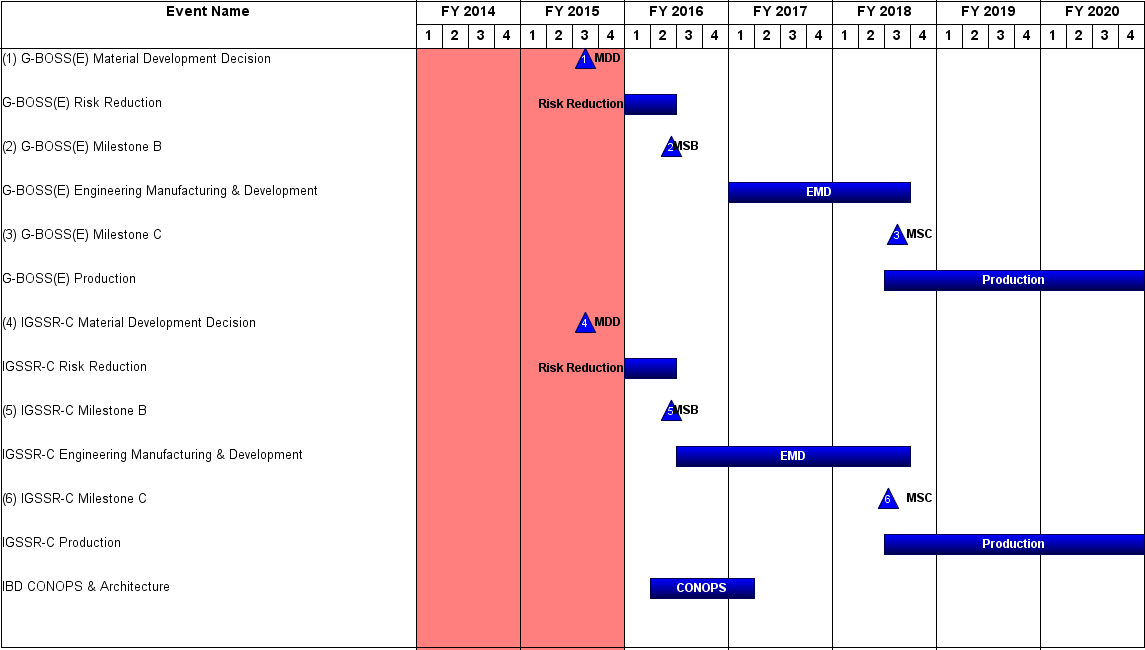 Event Name FY 2014 FY 2015 FY 2016 FY 2017 FY 2018 FY 2019 FY 2020
1 2 3 4 1 2 3 4 1 2 3 4 1 2 3 4 1 2 3 4 1 2 3 4 1 2 3 4
(1) G-BOSS(E) Material Development Decision 1 MDD
G-BOSS(E) Risk Reduction Risk Reduction
(2) G-BOSS(E) Milestone B 2 MSB
G-BOSS(E) Engineering Manufacturing & Development EMD
(3) G-BOSS(E) Milestone C 3 MSC
G-BOSS(E) Production Production
(4) IGSSR-C Material Development Decision 4 MDD
IGSSR-C Risk Reduction Risk Reduction
(5) IGSSR-C Milestone B 5 MSB
IGSSR-C Engineering Manufacturing & Development EMD
(6) IGSSR-C Milestone C 6 MSC
IGSSR-C Production Production
IBD CONOPS & Architecture CONOPS